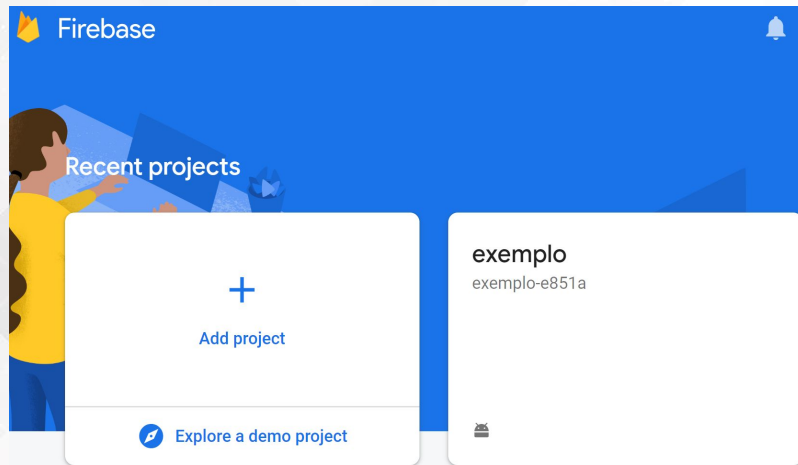 Firebase
Recent projects
Add project
Explore a demo project
exemplo
exemplo-e851a